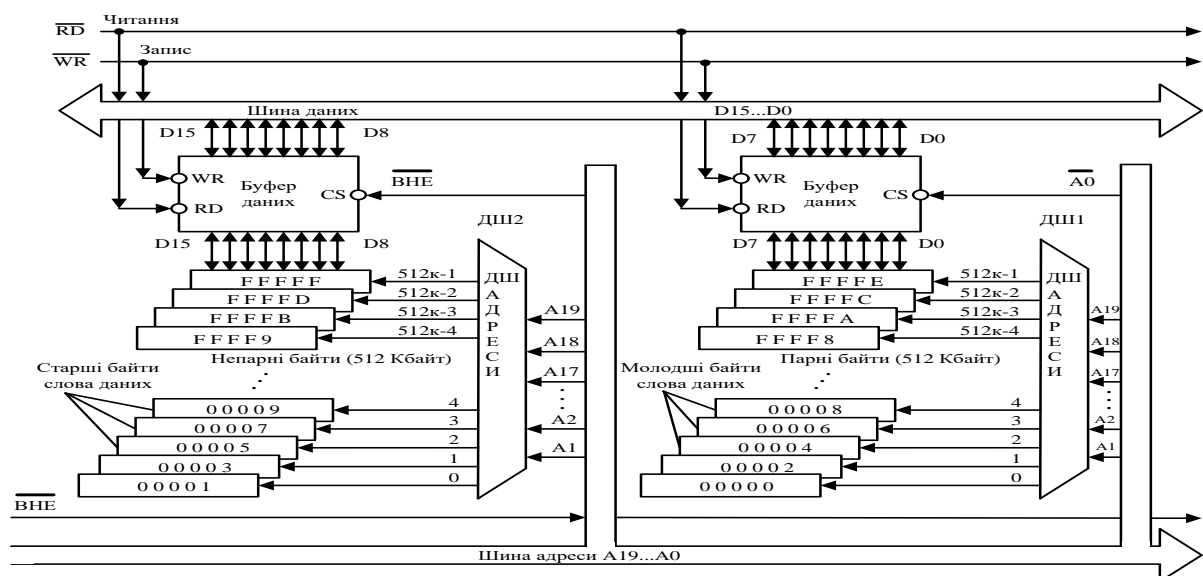 Читання
RD
Запис
WR
Шина даних
D15...D0
D15
D8
D7
D0
WR
RD
Буфер даних
CS
BHE
WR
RD
Буфер даних
CS
A0
D15
D8
ДШ2
D7
D0
ДШ1
F F F F F
512к-1
F F F F D
512к-2
F F F F B
512к-3
F F F F 9
512к-4
ДШ АДРЕСИ
A19
A18
A17
A2
A1
F F F F E
512к-1
F F F F C
512к-2
F F F F A
512к-3
F F F F 8
512к-4
ДШ АДРЕСИ
A19
A18
A17
A2
A1
Непарні байти (512 Кбайт)
Парні байти (512 Кбайт)
Старші байти
слова даних
Молодші байти
слова даних
0 0 0 0 9
4
0 0 0 0 7
3
0 0 0 0 5
2
0 0 0 0 3
1
0 0 0 0 1
0
0 0 0 0 8
4
0 0 0 0 6
3
0 0 0 0 4
2
0 0 0 0 2
1
0 0 0 0 0
0
BHE
Шина адреси A19...A0